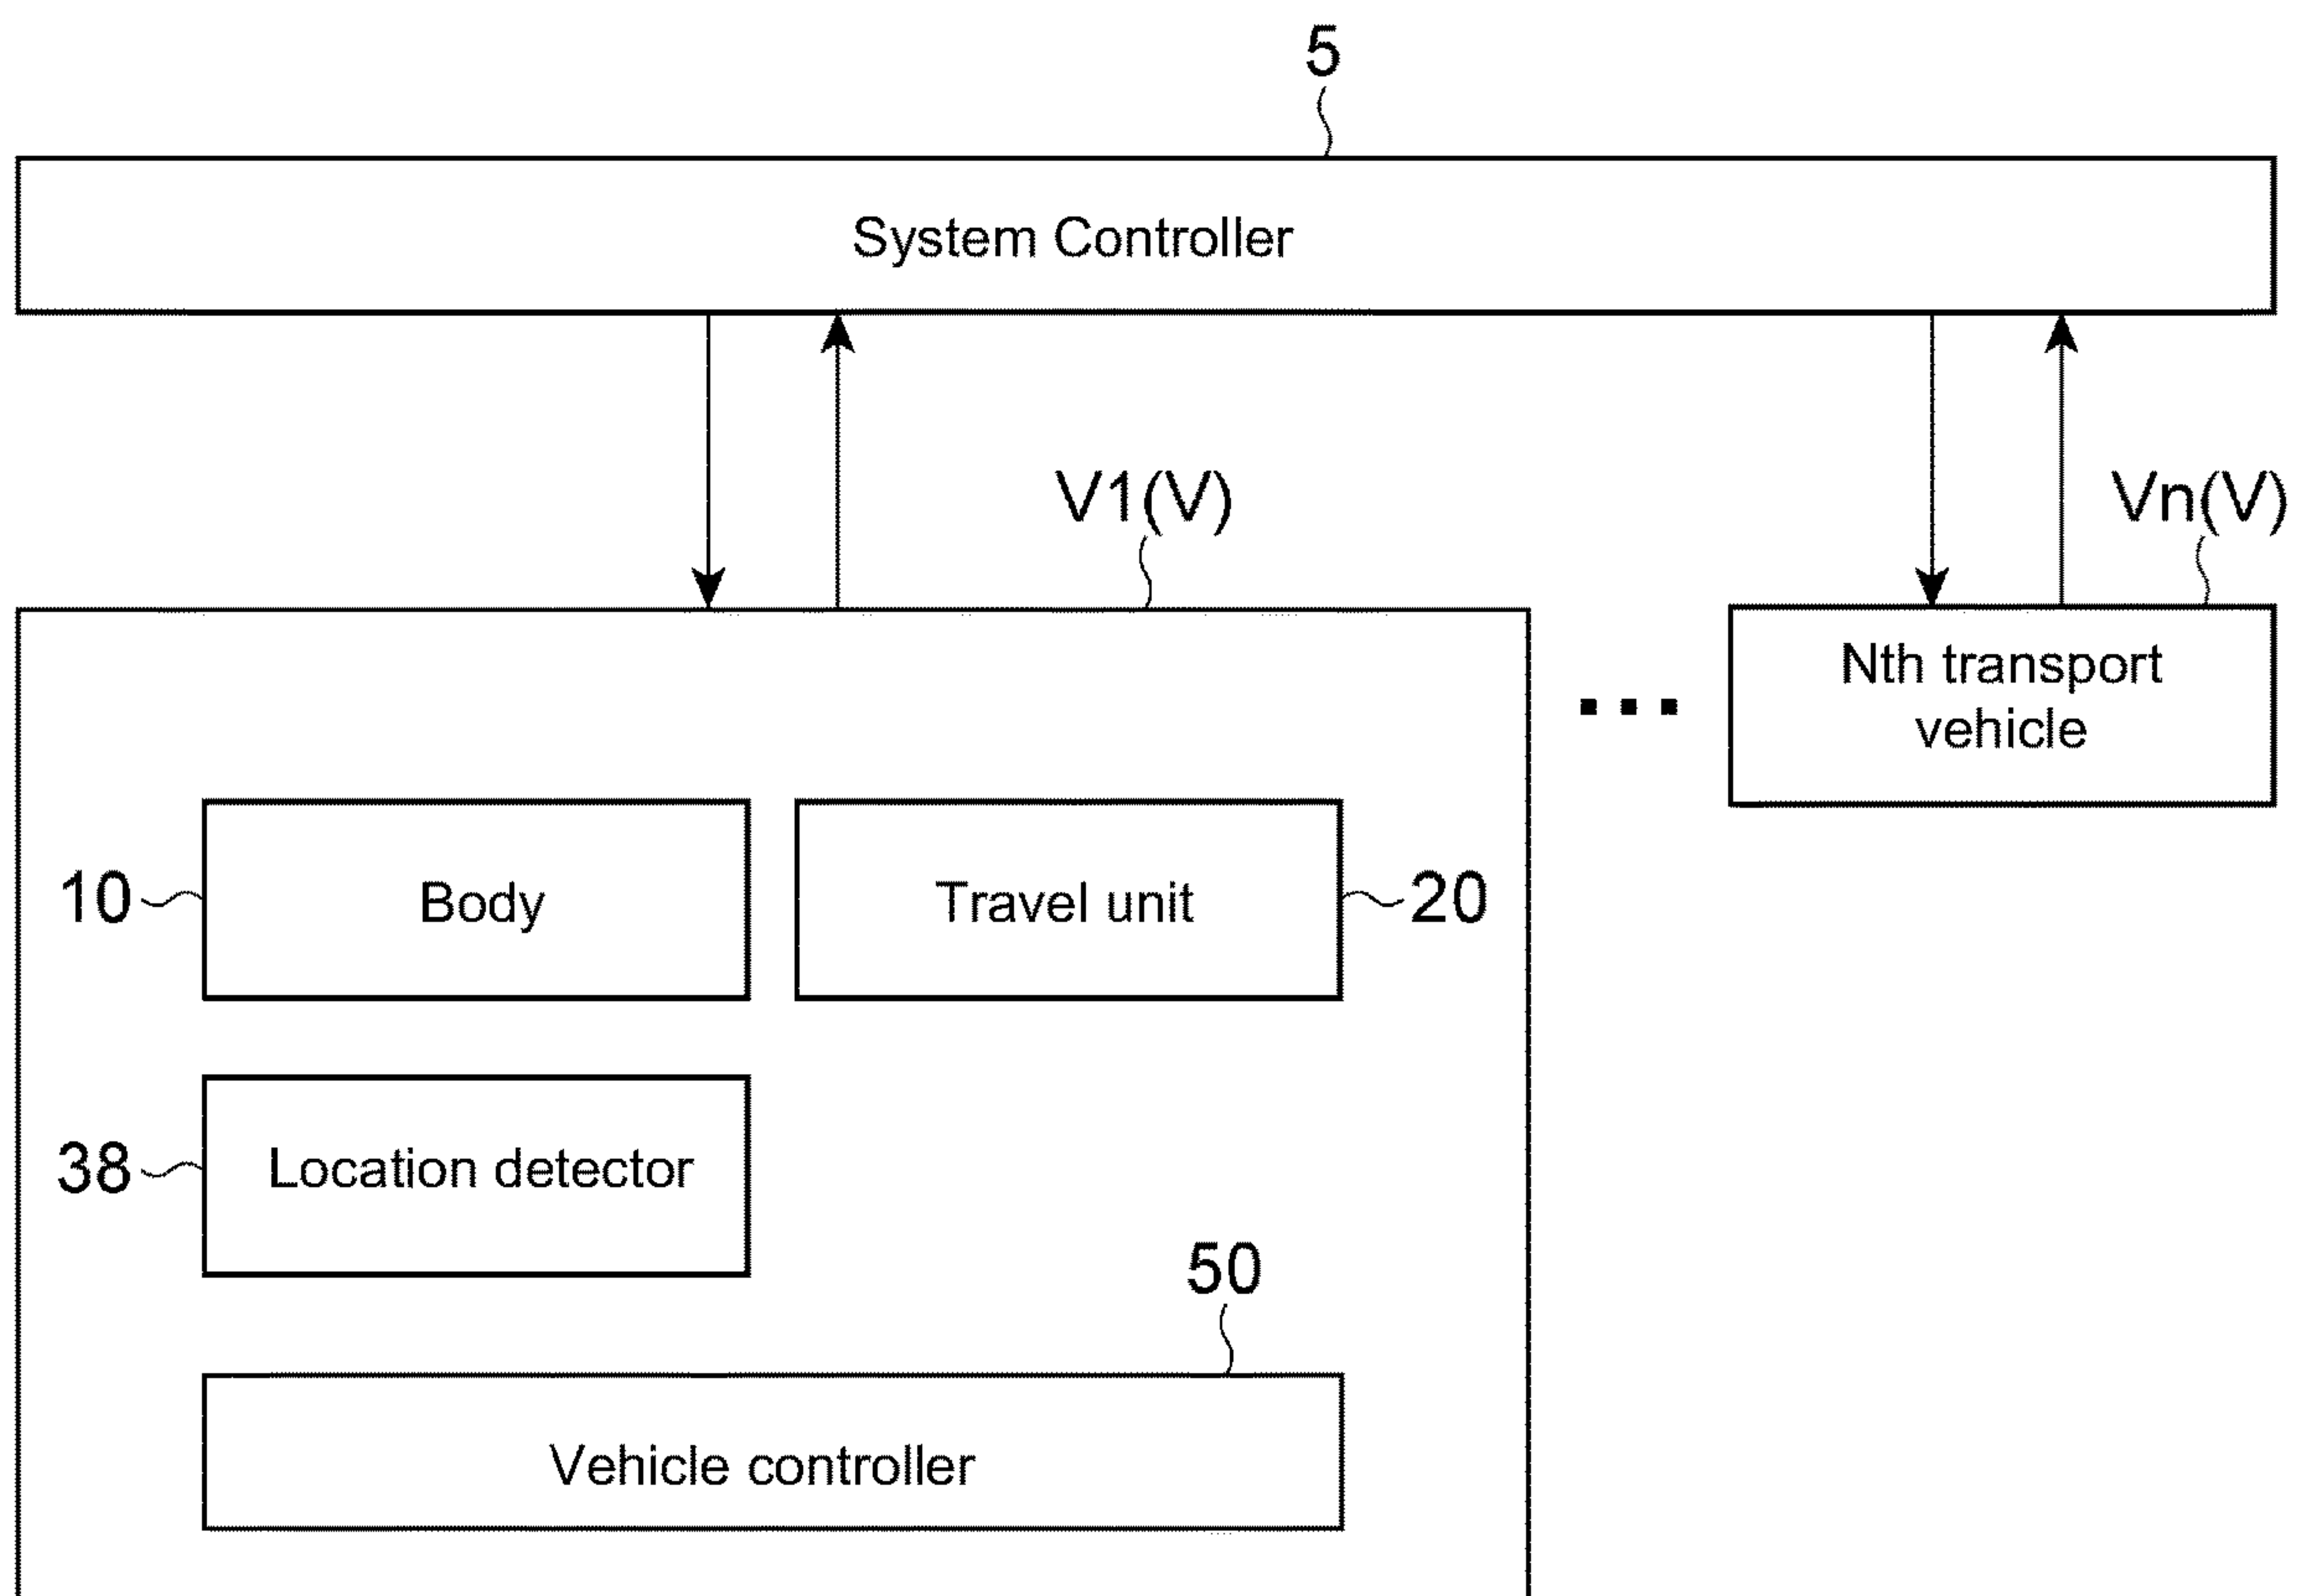 5
System Controller
V1(V)
Vn(V)
Nth transport
vehicle
10
Body
Travel unit
20
38
Location detector
50
Vehicle controller